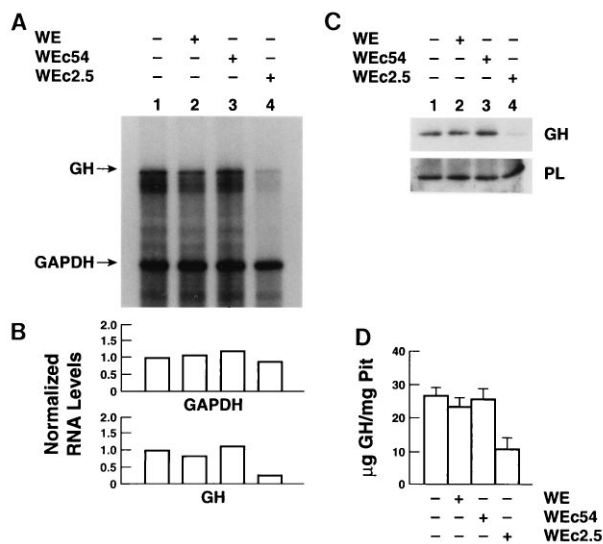 A
WE – + – –
WEc54 – – + –
WEc2.5 – – – +
1 2 3 4
GH
GAPDH
B
Normalized
RNA Levels
2.0
1.5
1.0
0.5
0
GAPDH
2.0
1.5
1.0
0.5
0
GH
C
WE – + – –
WEc54 – – + –
WEc2.5 – – – +
1 2 3 4
GH
PL
D
µg GH/mg Pit
40
30
20
10
0
– + – – WE
– – + – WEc54
– – – + WEc2.5